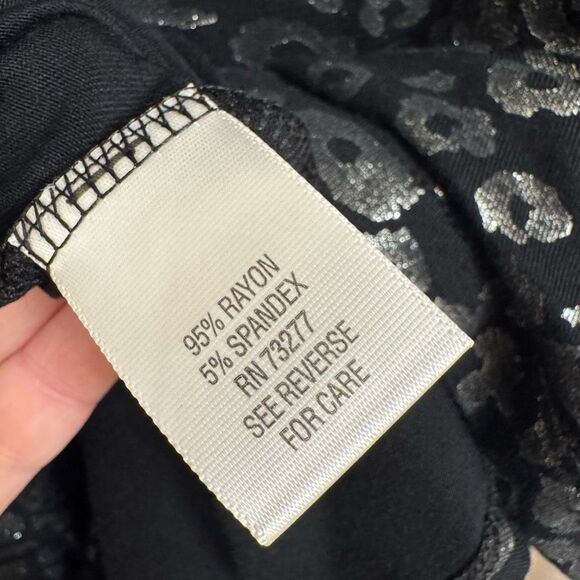 95% RAYON
5% SPANDEX
RN 73277
SEE REVERSE
FOR CARE